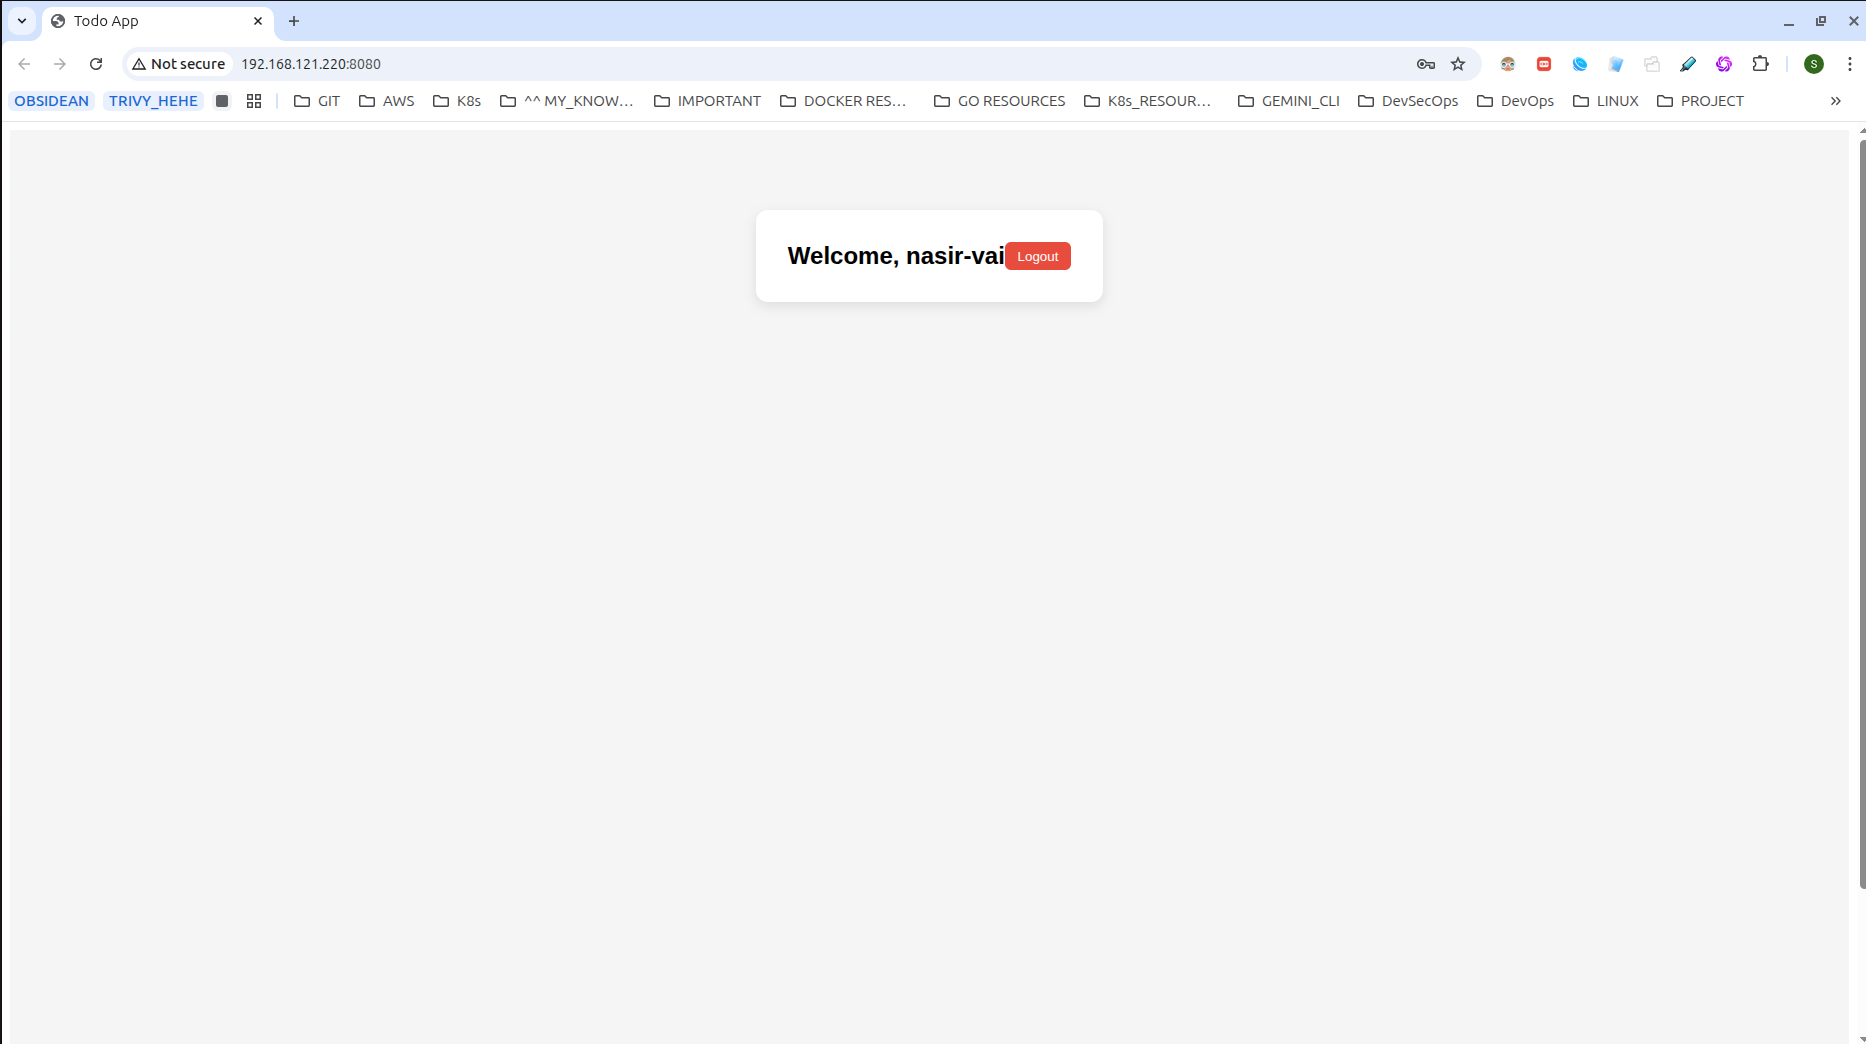 Todo App
Not secure 192.168.121.220:8080
S
OBSIDEAN TRIVY_HEHE GIT AWS K8s ^^ MY_KNOW... IMPORTANT DOCKER RES... GO RESOURCES K8s_RESOUR... GEMINI_CLI DevSecOps DevOps LINUX PROJECT
Welcome, nasir-vai Logout